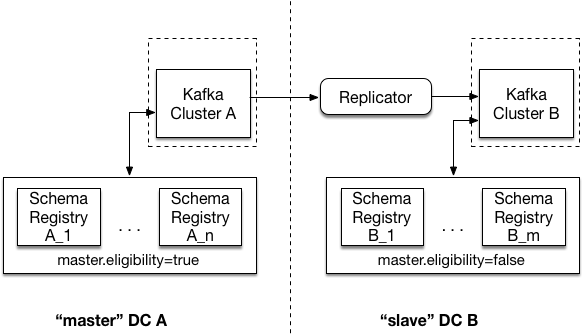 Kafka
Cluster A
Replicator
Kafka
Cluster B
Schema
Registry
A_1
. . .
Schema
Registry
A_n
master.eligibility=true
Schema
Registry
B_1
. . .
Schema
Registry
B_m
master.eligibility=false
“master” DC A
“slave” DC B